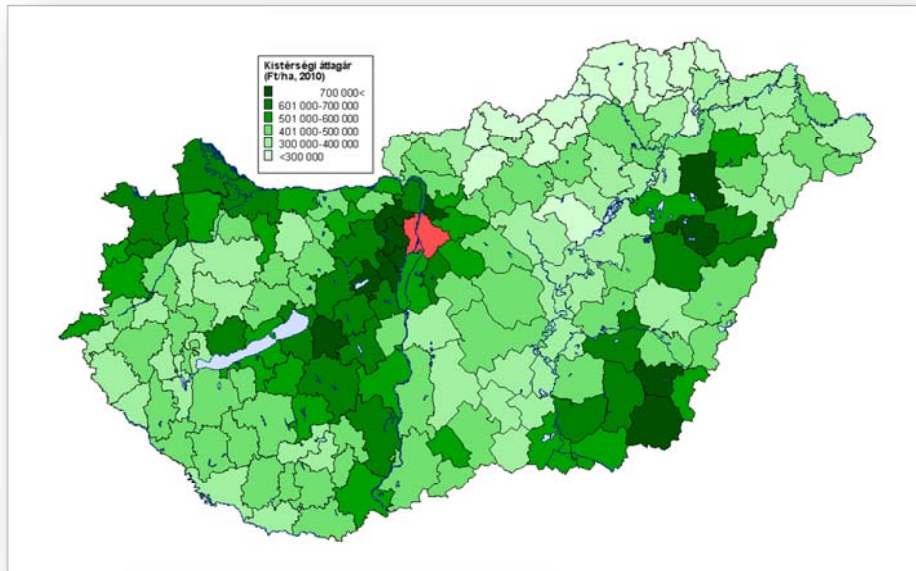 Kistérségi átlagár
(Ft/ha, 2010)
700 000<
601 000-700 000
501 000-600 000
401 000-500 000
300 000-400 000
<300 000